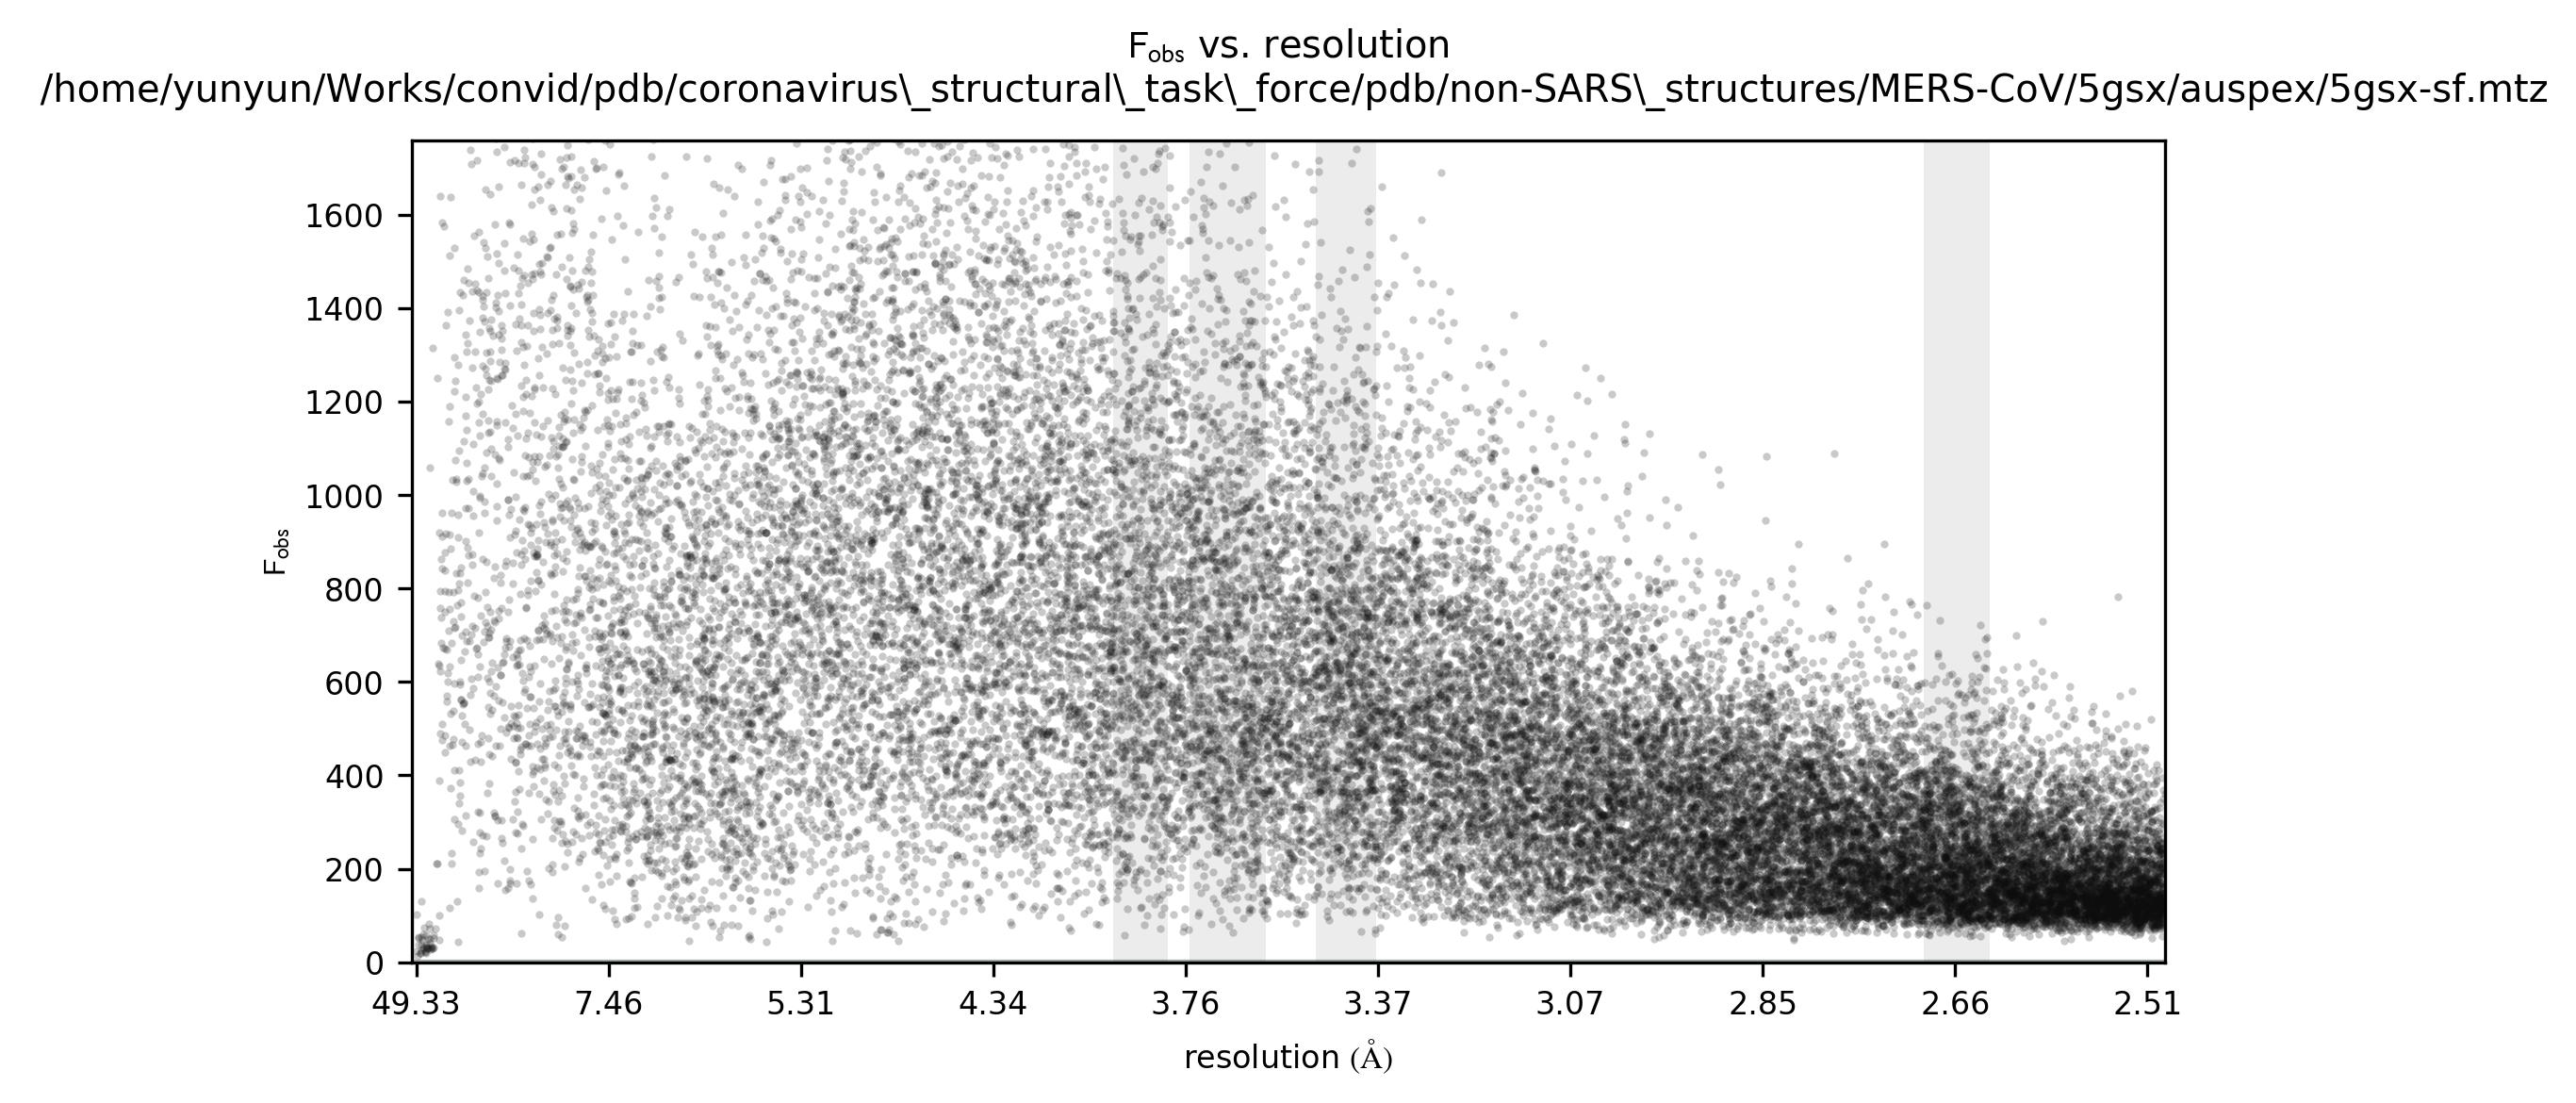 F_obs vs. resolution
/home/yunyun/Works/convid/pdb/coronavirus\_structural\_task\_force/pdb/non-SARS\_structures/MERS-CoV/5gsx/auspex/5gsx-sf.mtz
1600
1400
1200
1000
800
600
400
200
0
F_obs
49.33 7.46 5.31 4.34 3.76 3.37 3.07 2.85 2.66 2.51
resolution (Å)